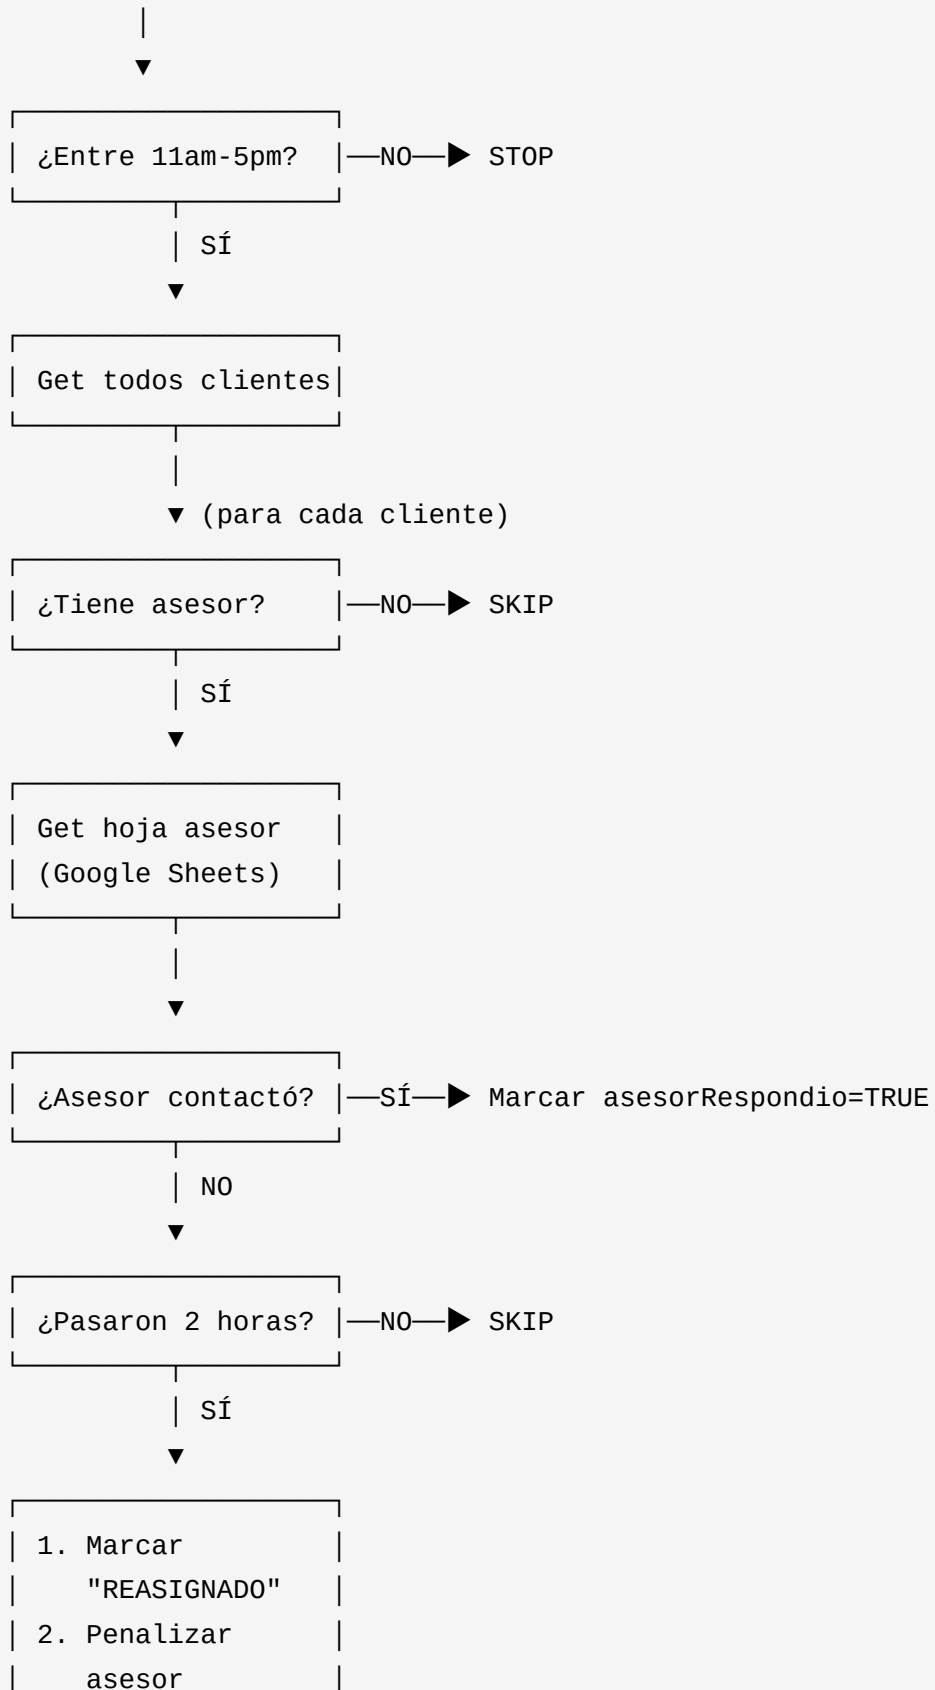 ¿Entre 11am-5pm? NO STOP
SÍ
Get todos clientes
(para cada cliente)
¿Tiene asesor? NO SKIP
SÍ
Get hoja asesor
(Google Sheets)
¿Asesor contactó? SÍ Marcar asesorRespondio=TRUE
NO
¿Pasaron 2 horas? NO SKIP
SÍ
1. Marcar
"REASIGNADO"
2. Penalizar
asesor